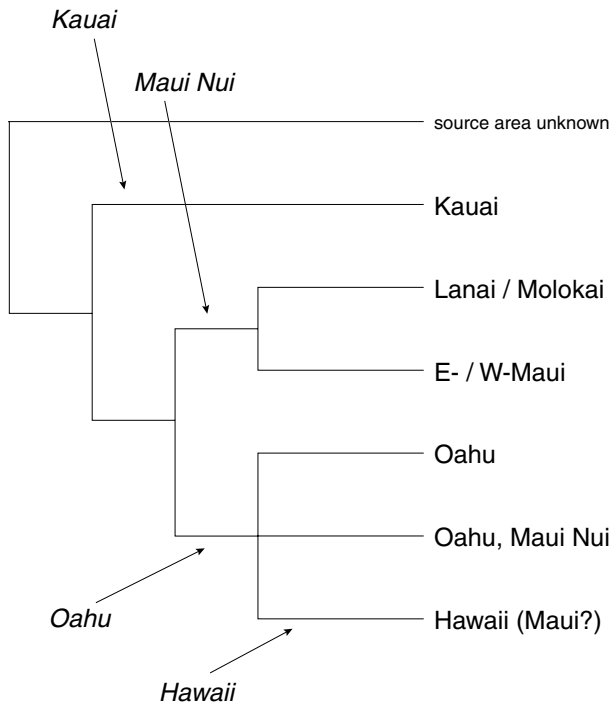 Kauai
Maui Nui
source area unknown
Kauai
Lanai / Molokai
E- / W-Maui
Oahu
Oahu, Maui Nui
Oahu
Hawaii (Maui?)
Hawaii